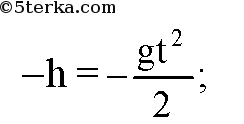 ©5terka.com
-h = - gt² / 2 ;